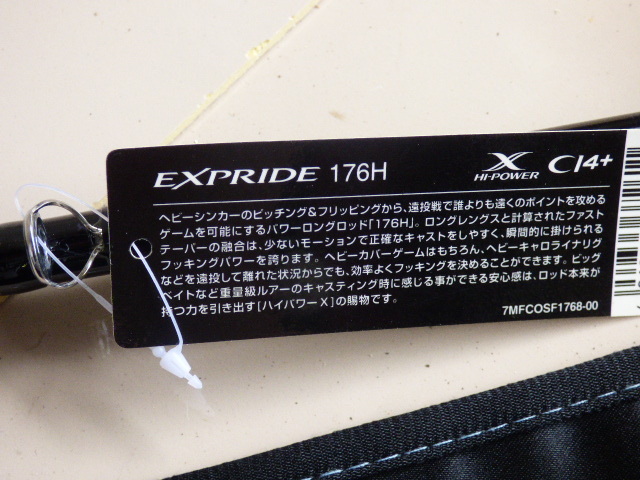 EXPRIDE 176H
X HI-POWER CI4+
ヘビーシンカーのピッチング&フリッピングから、遠投戦で誰よりも遠くのポイントを攻める
ゲームを可能にするパワーロングロッド「176H」。ロングレングスと計算されたファスト
テーパーの融合は、少ないモーションで正確なキャストをしやすく、瞬間的に掛けられる
フッキングパワーを誇ります。ヘビーカバーゲームはもちろん、ヘビーキャロライナリグ
などを遠投して離れた状況からでも、効率よくフッキングを決めることができます。ビッグ
ベイトなど重量級ルアーのキャスティング時に感じる事ができる安心感は、ロッド本来が
持つ力を引き出す[ハイパワーX]の賜物です。
7MFCOSF1768-00